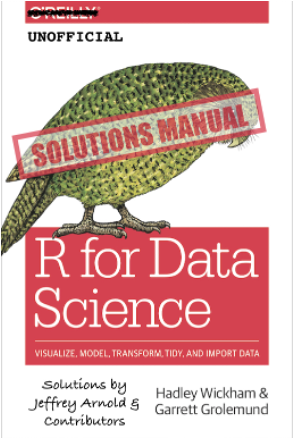 O'REILLY
UNOFFICIAL
SOLUTIONS MANUAL
R for Data
Science
VISUALIZE, MODEL, TRANSFORM, TIDY, AND IMPORT DATA
Solutions by
Jeffrey Arnold &
Contributors
Hadley Wickham &
Garrett Grolemund